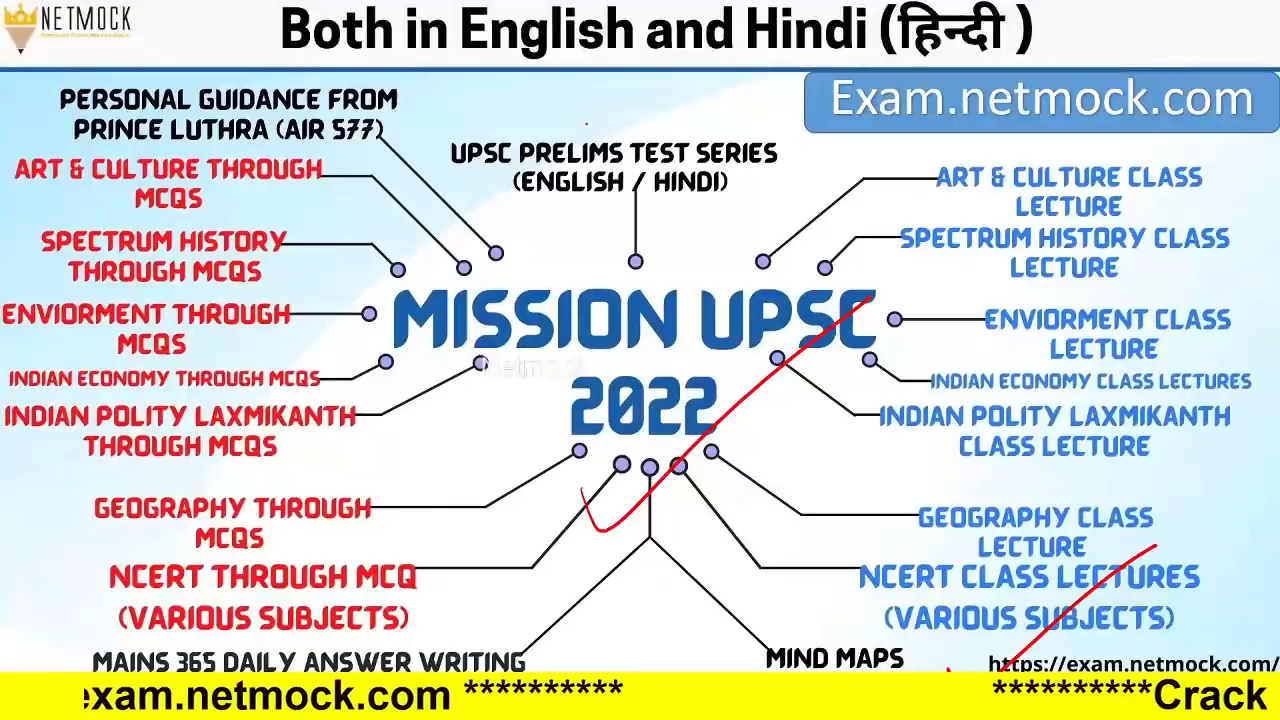 NETMOCK
Both in English and Hindi (हिन्दी )
Exam.netmock.com
PERSONAL GUIDANCE FROM
PRINCE LUTHRA (AIR 577)
UPSC PRELIMS TEST SERIES
(ENGLISH / HINDI)
ART & CULTURE THROUGH
MCQS
SPECTRUM HISTORY
THROUGH MCQS
ENVIORMENT THROUGH
MCQS
INDIAN ECONOMY THROUGH MCQS
INDIAN POLITY LAXMIKANTH
THROUGH MCQS
GEOGRAPHY THROUGH
MCQS
NCERT THROUGH MCQ
(VARIOUS SUBJECTS)
MAINS 365 DAILY ANSWER WRITING
MISSION UPSC
Netmock
2022
ART & CULTURE CLASS
LECTURE
SPECTRUM HISTORY CLASS
LECTURE
ENVIORMENT CLASS
LECTURE
INDIAN ECONOMY CLASS LECTURES
INDIAN POLITY LAXMIKANTH
CLASS LECTURE
GEOGRAPHY CLASS
LECTURE
NCERT CLASS LECTURES
(VARIOUS SUBJECTS)
MIND MAPS
https://exam.netmock.com/
exam.netmock.com ********** **********Crack